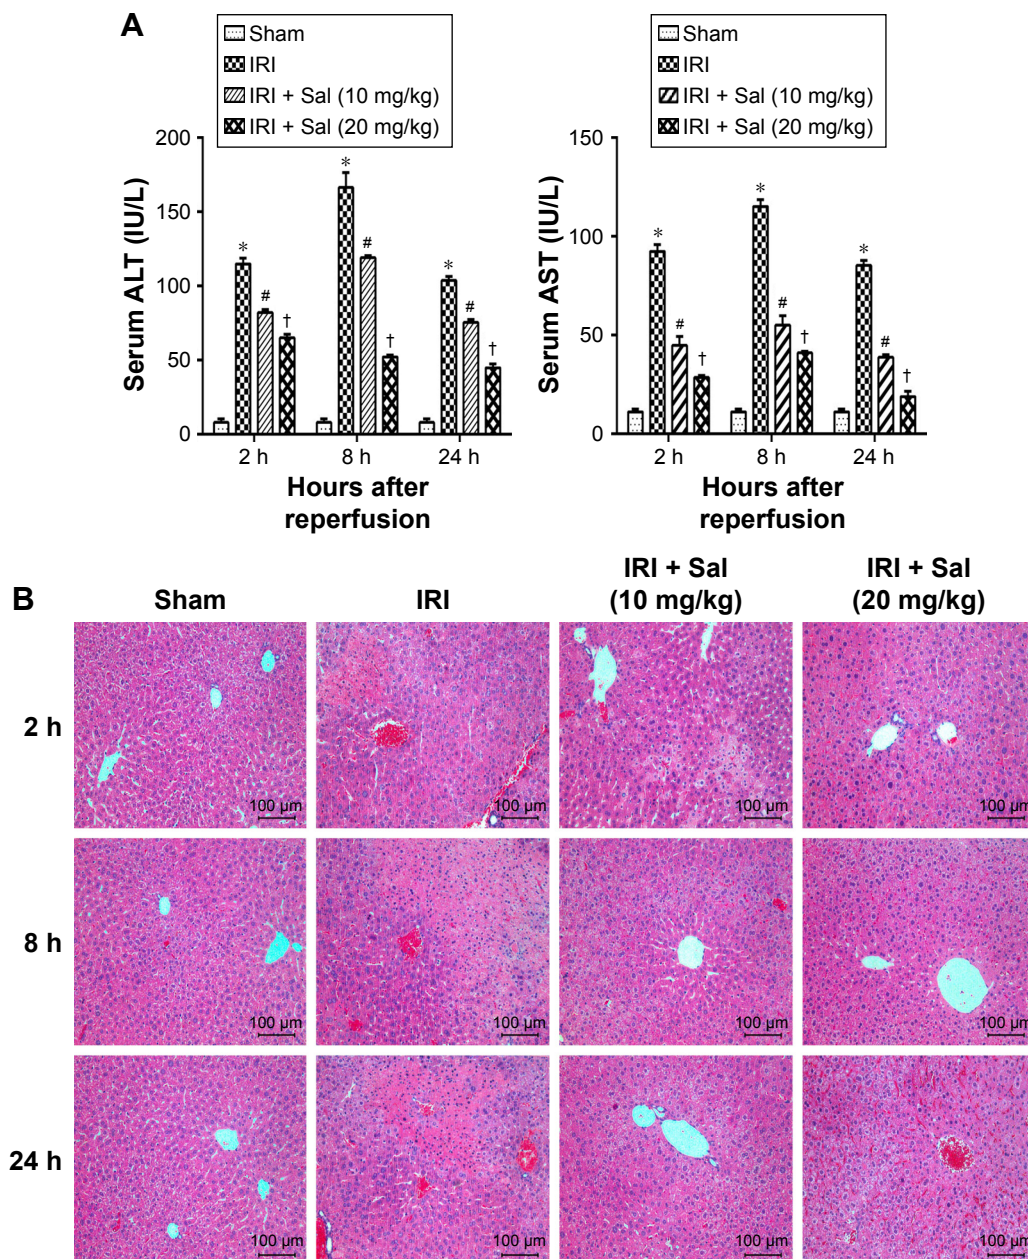 A
Sham
IRI
IRI + Sal (10 mg/kg)
IRI + Sal (20 mg/kg)
200
150
100
50
0
Serum ALT (IU/L)
*
#
†
*
#
†
*
#
†
2 h
8 h
24 h
Hours after
reperfusion
Sham
IRI
IRI + Sal (10 mg/kg)
IRI + Sal (20 mg/kg)
150
100
50
0
Serum AST (IU/L)
*
#
†
*
#
†
*
#
†
2 h
8 h
24 h
Hours after
reperfusion
B
Sham
IRI
IRI + Sal
(10 mg/kg)
IRI + Sal
(20 mg/kg)
2 h
100 µm
100 µm
100 µm
100 µm
8 h
100 µm
100 µm
100 µm
100 µm
24 h
100 µm
100 µm
100 µm
100 µm